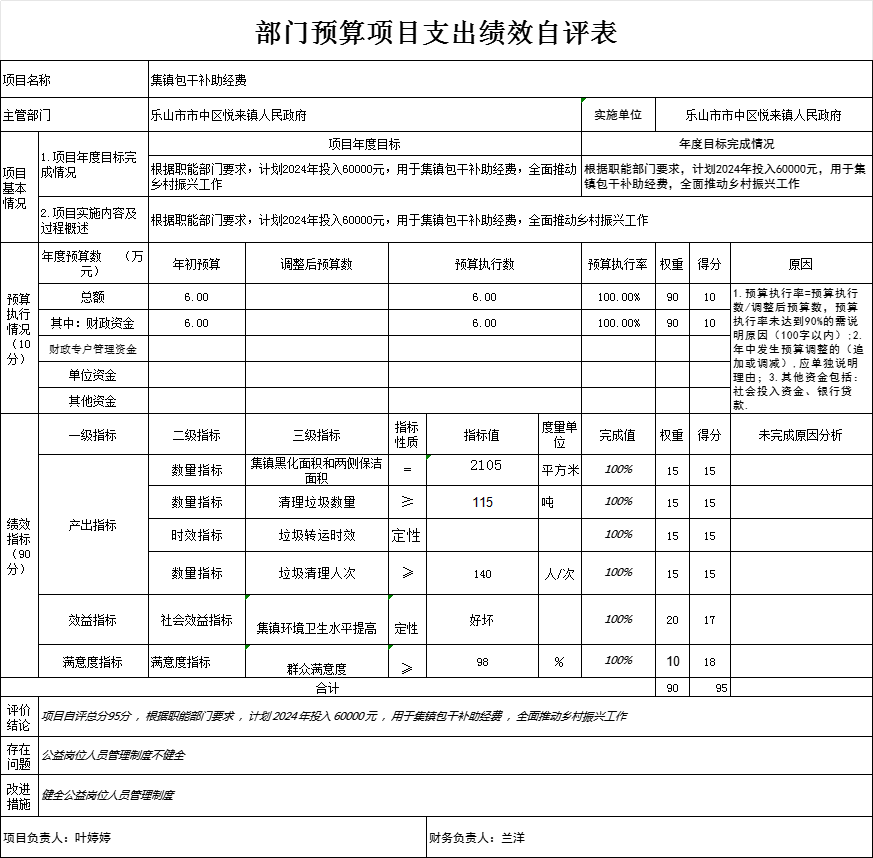 部门预算项目支出绩效自评表
项目名称
集镇包干补助经费
主管部门
乐山市市中区悦来镇人民政府
实施单位
乐山市市中区悦来镇人民政府
项目
基本
情况
1.项目年度目标完
成情况
项目年度目标
年度目标完成情况
根据职能部门要求，计划2024年投入60000元，用于集镇包干补助经费，全面推动
乡村振兴工作
根据职能部门要求，计划2024年投入60000元，用于集
镇包干补助经费，全面推动乡村振兴工作
2.项目实施内容及
过程概述
根据职能部门要求，计划2024年投入60000元，用于集镇包干补助经费，全面推动乡村振兴工作
预算
执行
情况
（10
分）
年度预算数 （万
元）
年初预算
调整后预算数
预算执行数
预算执行率
权重
得分
原因
总额
6.00
6.00
100.00%
90
10
1.预算执行率=预算执行
数/调整后预算数，预算
执行率未达到90%的需说
明原因（100字以内）;2.
年中发生预算调整的（追
加或调减）,应单独说明
理由; 3.其他资金包括：
社会投入资金、银行贷
款.
其中：财政资金
6.00
6.00
100.00%
90
10
财政专户管理资金
单位资金
其他资金
绩效
指标
（90
分）
一级指标
二级指标
三级指标
指标
性质
指标值
度量单
位
完成值
权重
得分
未完成原因分析
产出指标
数量指标
集镇黑化面积和两侧保洁
面积
=
2105
平方米
100%
15
15
数量指标
清理垃圾数量
≥
115
吨
100%
15
15
时效指标
垃圾转运时效
定性
100%
15
15
数量指标
垃圾清理人次
≥
140
人/次
100%
15
15
效益指标
社会效益指标
集镇环境卫生水平提高
定性
好坏
100%
20
17
满意度指标
满意度指标
群众满意度
≥
98
%
100%
10
18
合计
90
95
评价
结论
项目自评总分95分，根据职能部门要求，计划2024年投入60000元，用于集镇包干补助经费，全面推动乡村振兴工作
存在
问题
公益岗位人员管理制度不健全
改进
措施
健全公益岗位人员管理制度
项目负责人：叶婷婷
财务负责人：兰洋